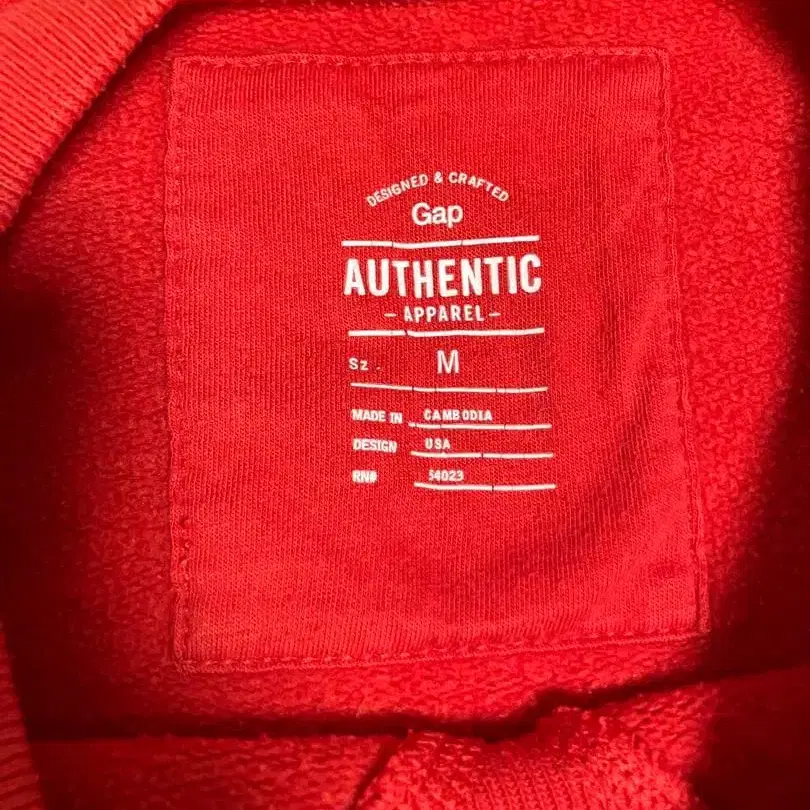 DESIGNED & CRAFTED
Gap
AUTHENTIC
- APPAREL -
Sz. M
MADE IN CAMBODIA
DESIGN USA
RN# 54023